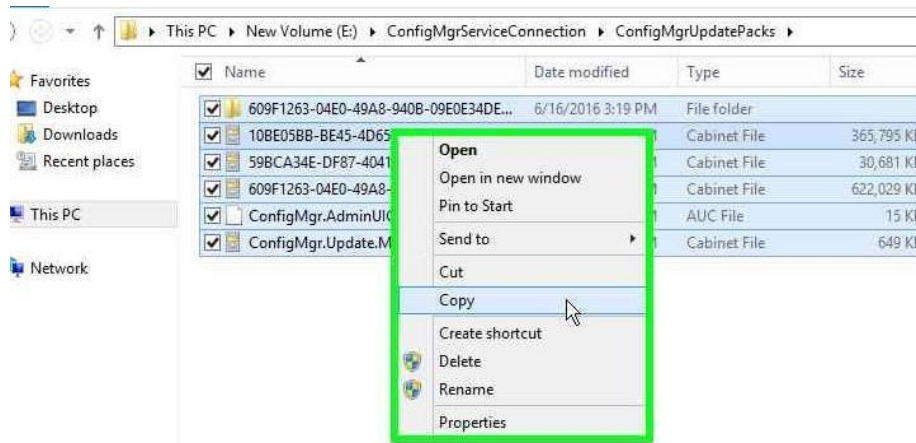 This PC ▸ New Volume (E:) ▸ ConfigMgrServiceConnection ▸ ConfigMgrUpdatePacks ▸
Name Date modified Type Size
Favorites
Desktop
Downloads
Recent places
This PC
Network
609F1263-04E0-49A8-940B-09E0E34DE... 6/16/2016 3:19 PM File folder
10BE05BB-BE45-4D65 M Cabinet File 365,795 K
59BCA34E-DF87-4041 M Cabinet File 30,681 K
609F1263-04E0-49A8- M Cabinet File 622,029 K
ConfigMgr.AdminUIC M AUC File 15 K
ConfigMgr.Update.M M Cabinet File 649 K
Open
Open in new window
Pin to Start
Send to
Cut
Copy
Create shortcut
Delete
Rename
Properties